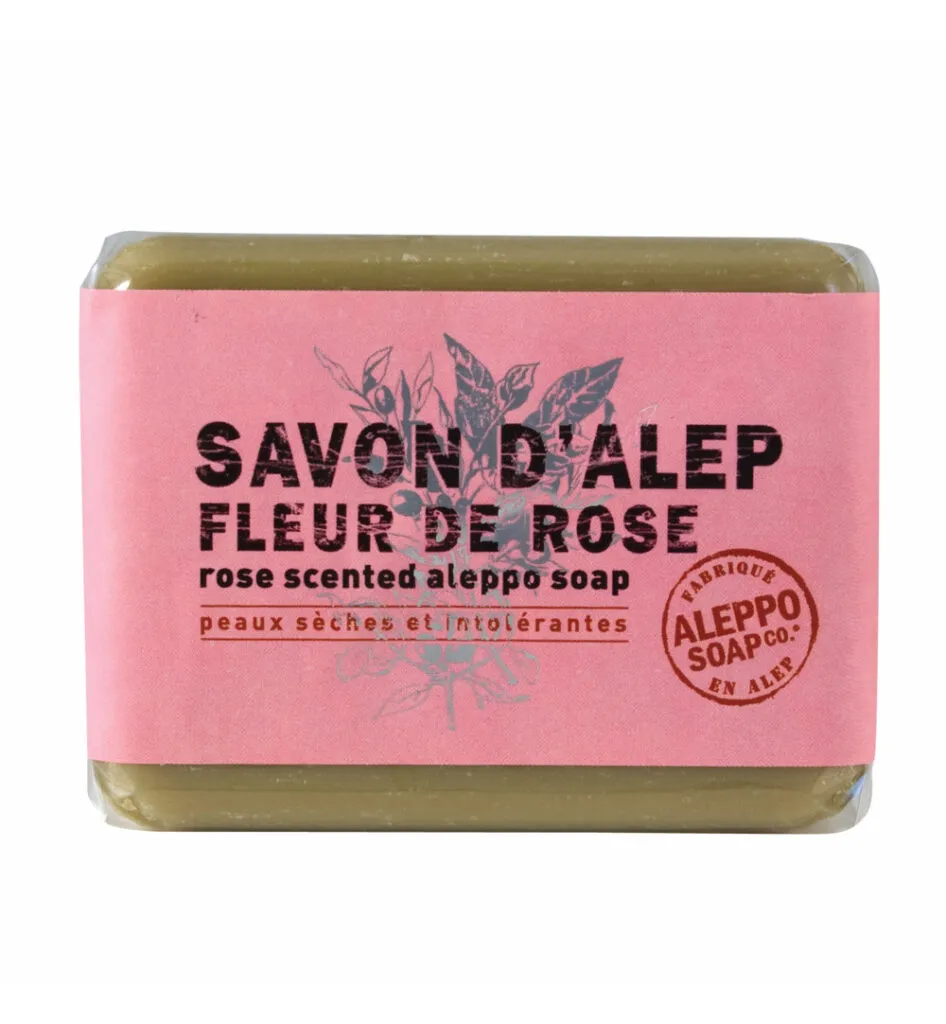 SAVON D'ALEP
FLEUR DE ROSE
rose scented aleppo soap
peaux sèches et intolérantes
FABRIQUÉ
ALEPPO
SOAP CO.®
EN ALEP